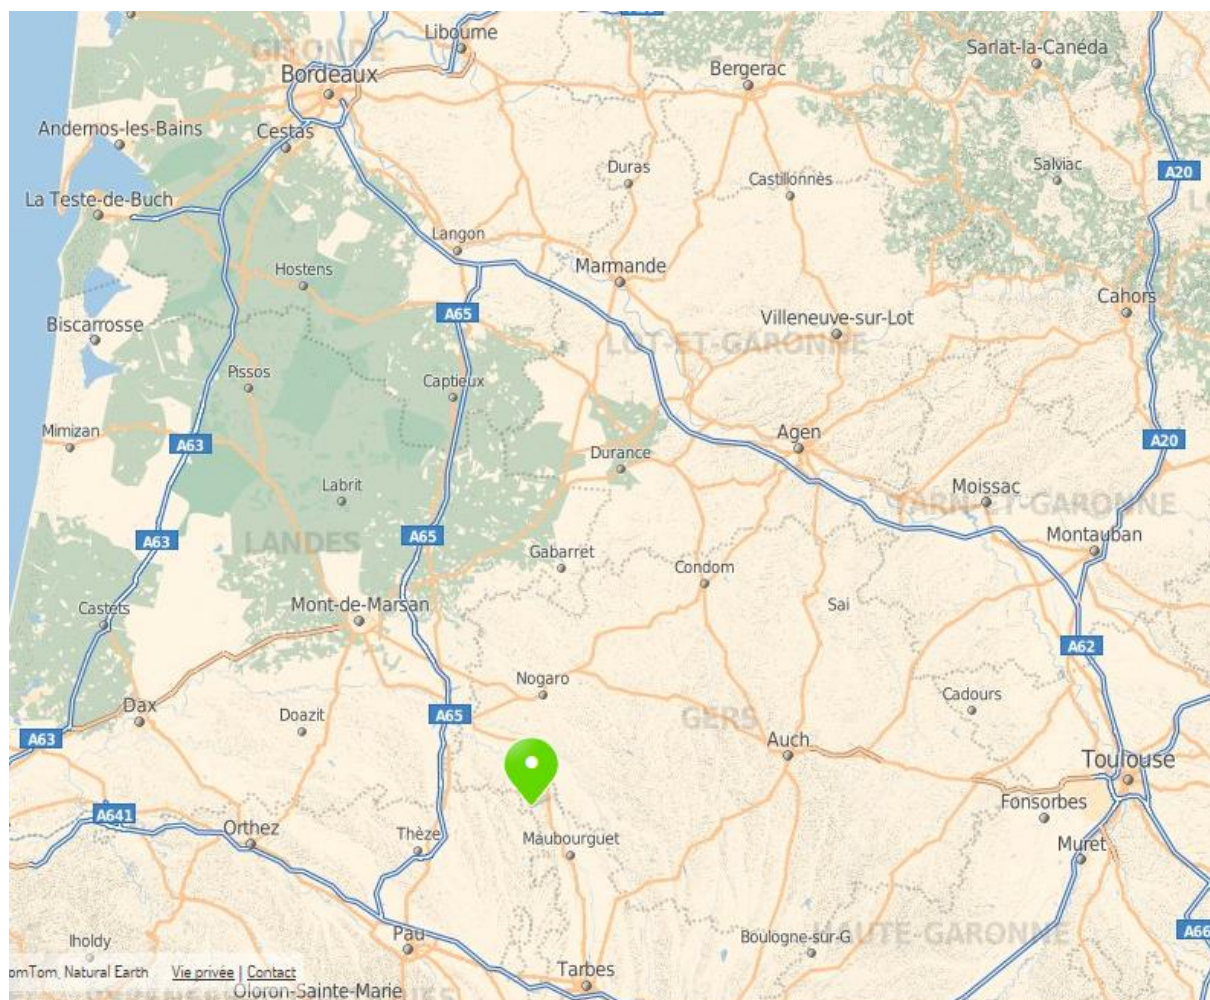 GIRONDE
Libourne
Sarlat-la-Canéda
Bordeaux
Bergerac
Andernos-les-Bains
Cestas
Duras
Salviac
A20
Castillonnès
La Teste-de-Buch
Langon
Marmande
Hostens
Cahors
A65
Biscarrosse
Villeneuve-sur-Lot
LOT-ET-GARONNE
Pissos
Captieux
Mimizan
Agen
A63
A20
Durance
Labrit
Moissac
TARN-ET-GARONNE
A63
LANDES
A65
Montauban
Gabarret
Condom
Castets
Mont-de-Marsan
Sai
A62
Nogaro
Cadours
Dax
Doazit
A65
GERS
A63
Auch
Toulouse
Fonsorbes
A641
Orthez
Thèze
Maubourguet
Muret
Pau
Iholdy
Boulogne-sur-G
HAUTE-GARONNE
A66
omTom, Natural Earth Vie privée | Contact
Tarbes
Oloron-Sainte-Marie